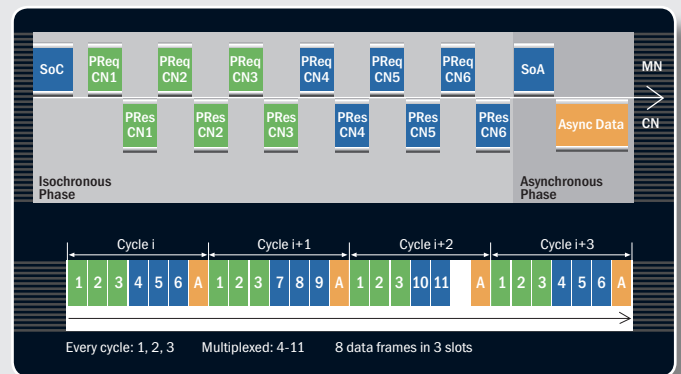 SoC
PReq
CN1
PReq
CN2
PReq
CN3
PReq
CN4
PReq
CN5
PReq
CN6
SoA
MN
PRes
CN1
PRes
CN2
PRes
CN3
PRes
CN4
PRes
CN5
PRes
CN6
Async Data
CN
Isochronous
Phase
Asynchronous
Phase
Cycle i
Cycle i+1
Cycle i+2
Cycle i+3
1 2 3 4 5 6 A 1 2 3 7 8 9 A 1 2 3 10 11 A 1 2 3 4 5 6 A
Every cycle: 1, 2, 3 Multiplexed: 4-11 8 data frames in 3 slots